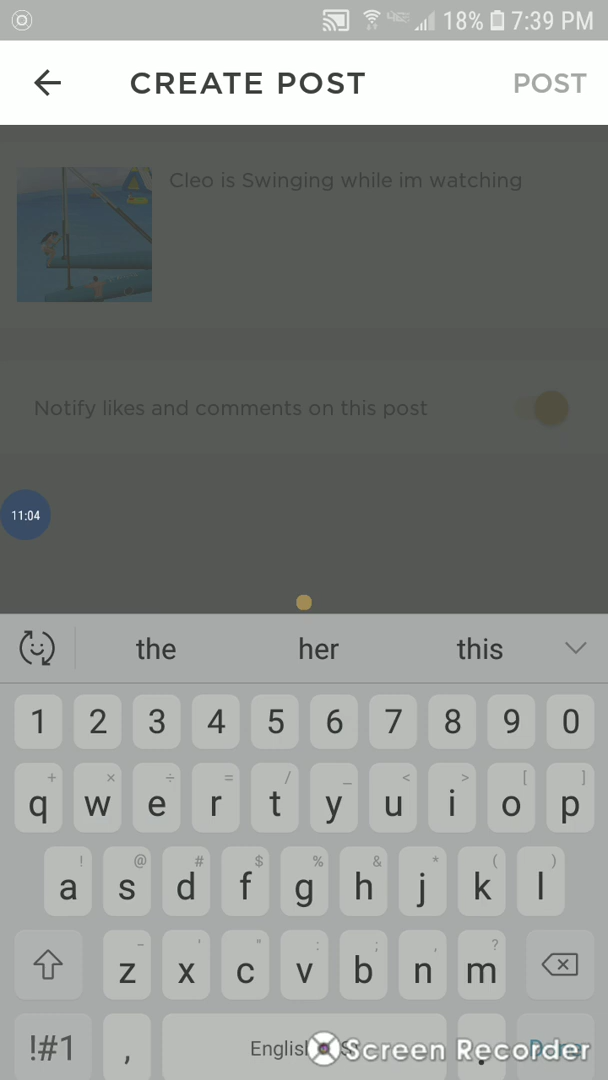 18% 7:39 PM
CREATE POST POST
Cleo is Swinging while im watching
Notify likes and comments on this post
11:04
the her this
1 2 3 4 5 6 7 8 9 0
+ × ÷ = / _ < > [ ]
q w e r t y u i o p
! @ # $ % & * ( )
a s d f g h j k l
- ' " : ; , ?
z x c v b n m
!#1 , Screen Recorder